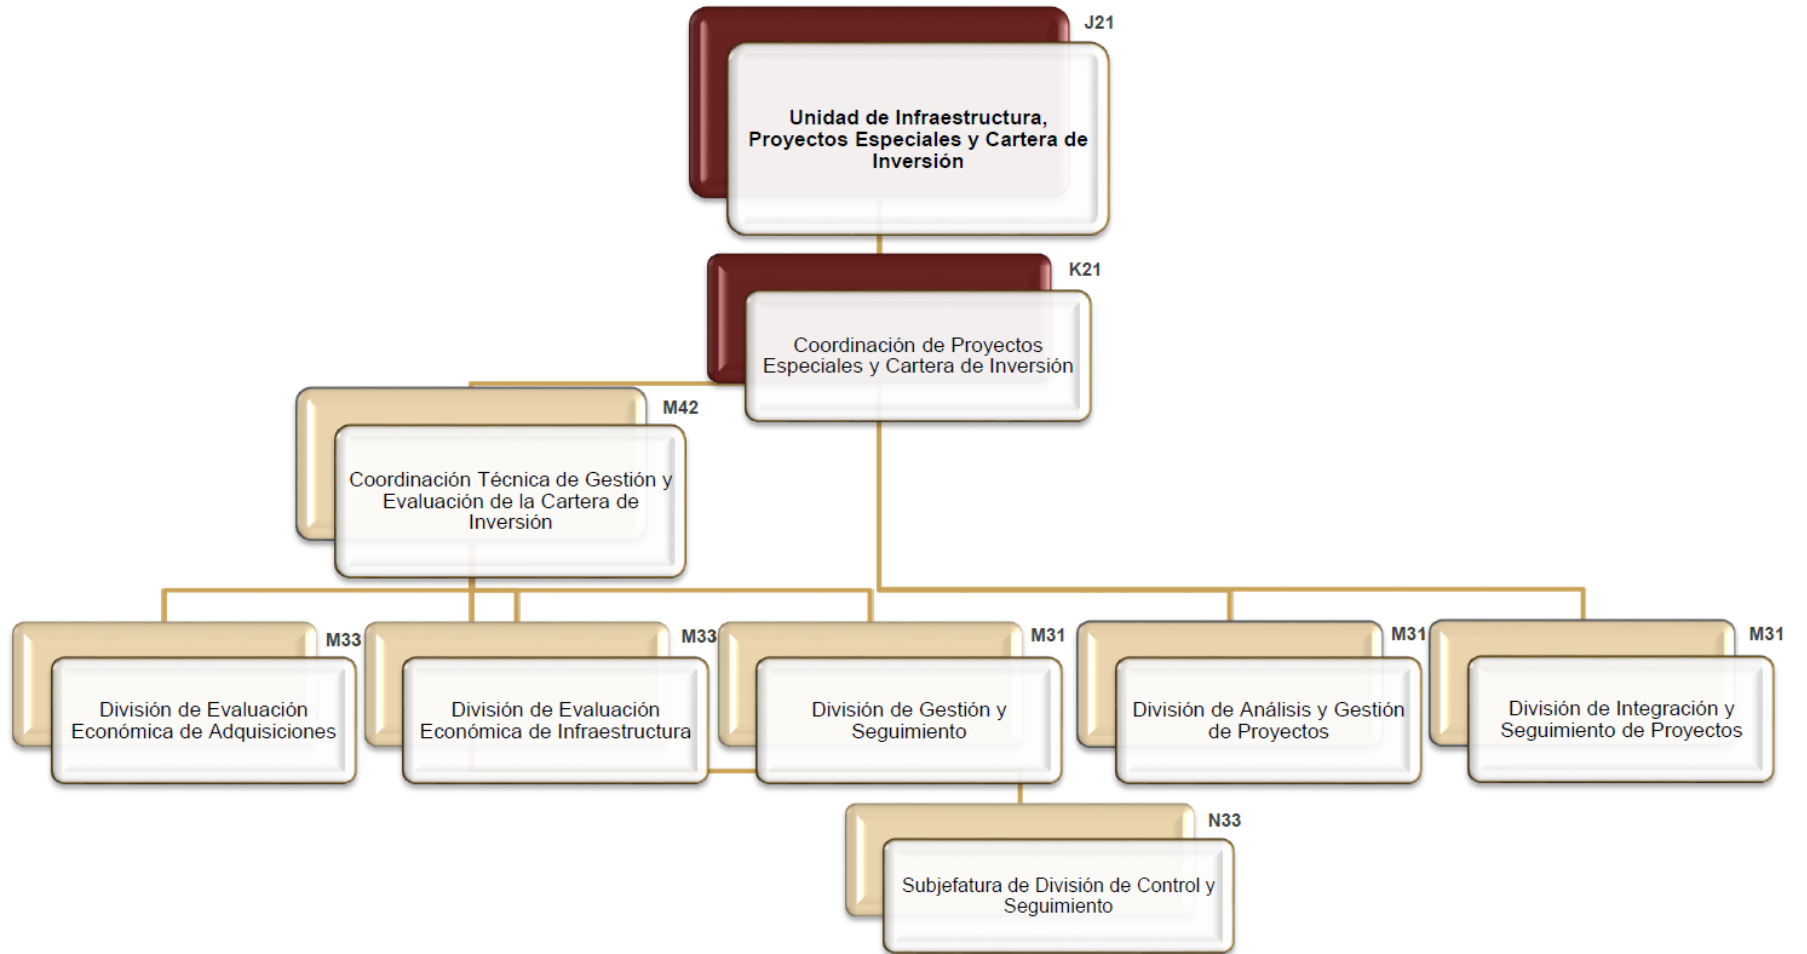 J21
Unidad de Infraestructura,
Proyectos Especiales y Cartera de
Inversión
K21
Coordinación de Proyectos
Especiales y Cartera de Inversión
M42
Coordinación Técnica de Gestión y
Evaluación de la Cartera de
Inversión
M33
División de Evaluación
Económica de Adquisiciones
M33
División de Evaluación
Económica de Infraestructura
M31
División de Gestión y
Seguimiento
M31
División de Análisis y Gestión
de Proyectos
M31
División de Integración y
Seguimiento de Proyectos
N33
Subjefatura de División de Control y
Seguimiento